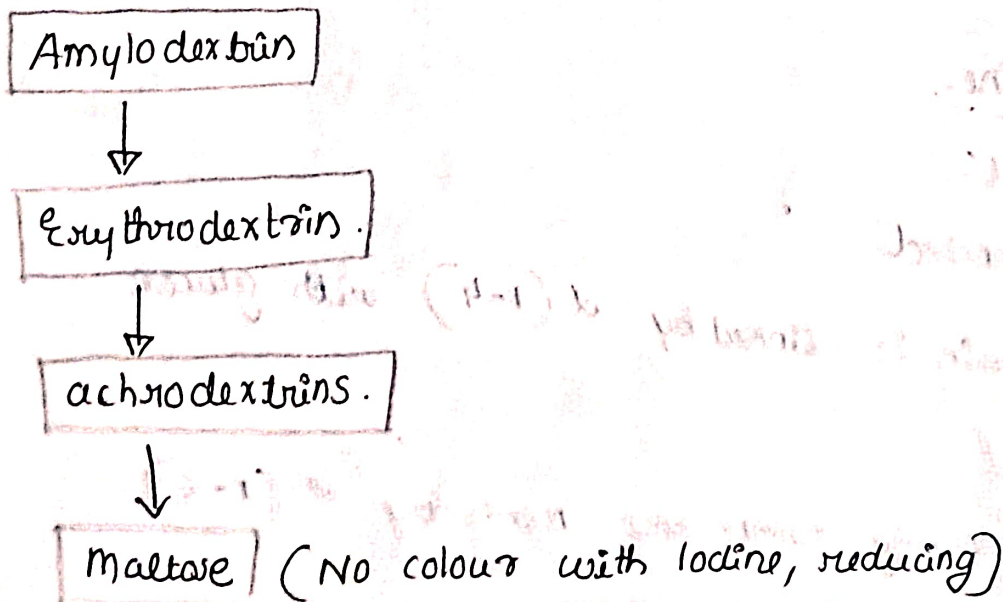 Amylodextrin
Erythrodextrin.
achrodextrins.
Maltose (No colour with Iodine, reducing)